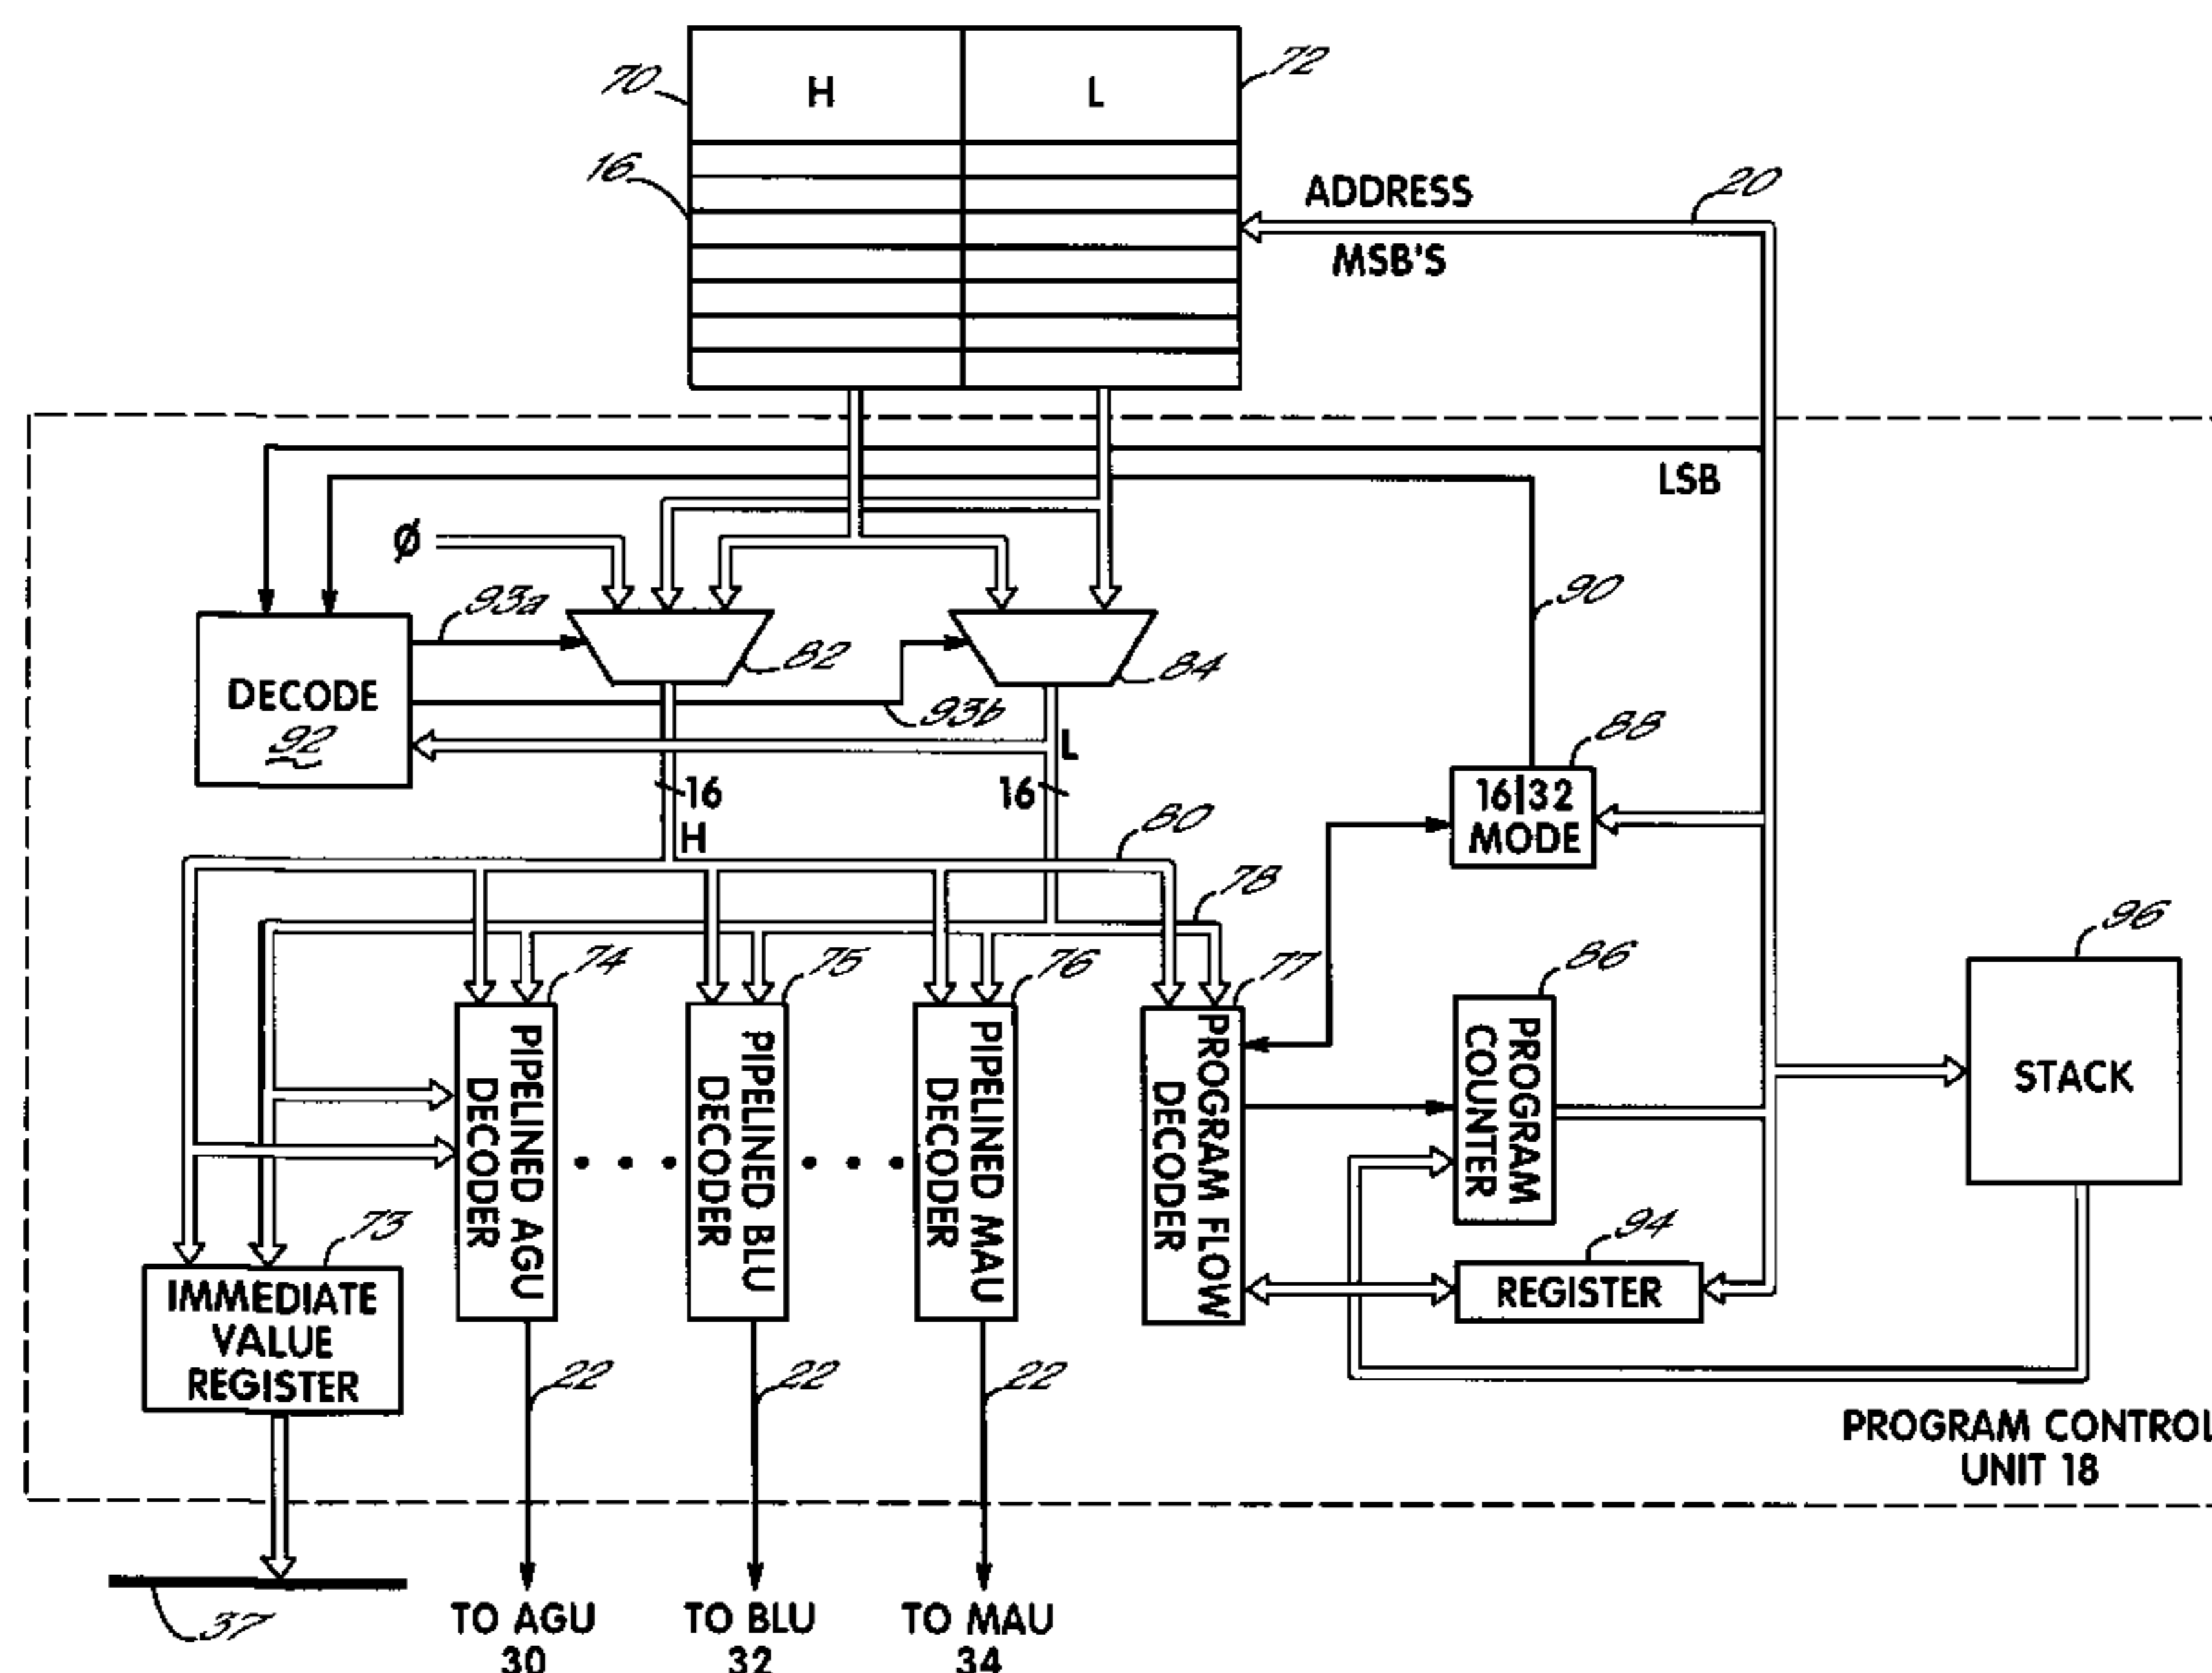 70
H
L
72
16
ADDRESS
MSB'S
20
LSB
Ø
93a
82
84
90
DECODE
92
93b
L
88
16
H
16
16|32
MODE
80
78
96
74
75
76
77
86
PIPELINED AGU
DECODER
PIPELINED BLU
DECODER
PIPELINED MAU
DECODER
PROGRAM FLOW
DECODER
PROGRAM
COUNTER
STACK
73
94
IMMEDIATE
VALUE
REGISTER
REGISTER
22
22
22
PROGRAM CONTROL
UNIT 18
37
TO AGU
30
TO BLU
32
TO MAU
34